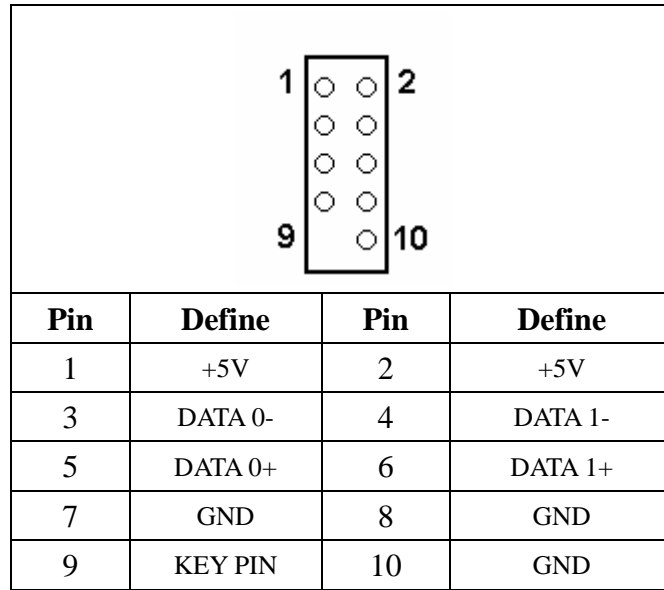 1 2
9 10
Pin Define Pin Define
1 +5V 2 +5V
3 DATA 0- 4 DATA 1-
5 DATA 0+ 6 DATA 1+
7 GND 8 GND
9 KEY PIN 10 GND